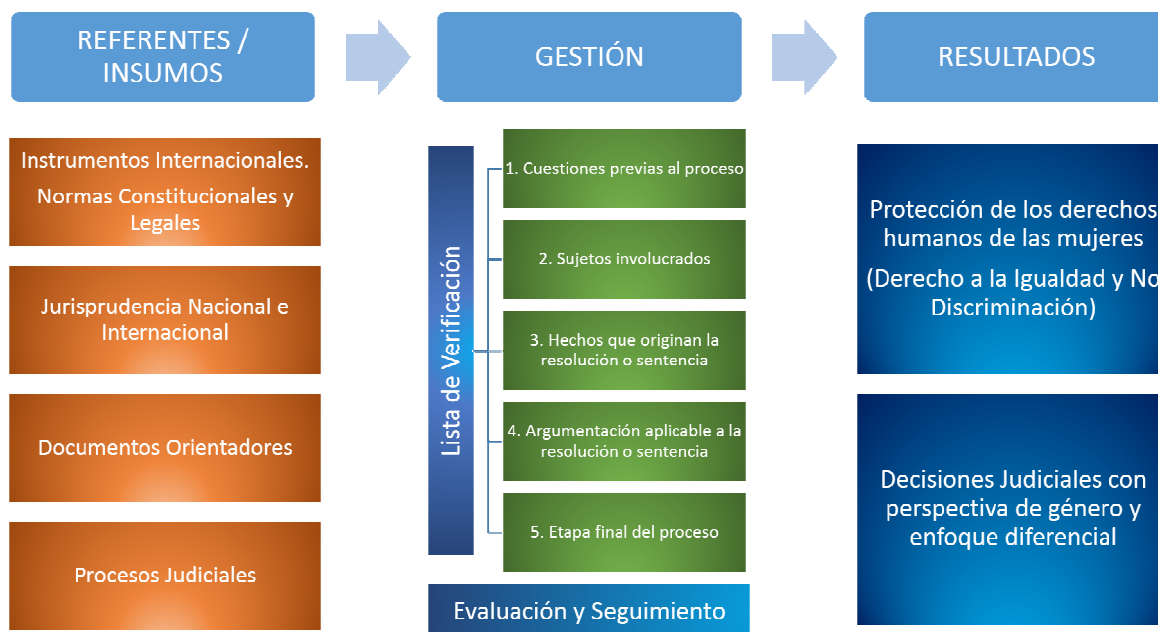 REFERENTES /
INSUMOS
GESTIÓN
RESULTADOS
Instrumentos Internacionales.
Normas Constitucionales y
Legales
Jurisprudencia Nacional e
Internacional
Documentos Orientadores
Procesos Judiciales
Lista de Verificación
1. Cuestiones previas al proceso
2. Sujetos involucrados
3. Hechos que originan la
resolución o sentencia
4. Argumentación aplicable a la
resolución o sentencia
5. Etapa final del proceso
Evaluación y Seguimiento
Protección de los derechos
humanos de las mujeres
(Derecho a la Igualdad y No
Discriminación)
Decisiones Judiciales con
perspectiva de género y
enfoque diferencial